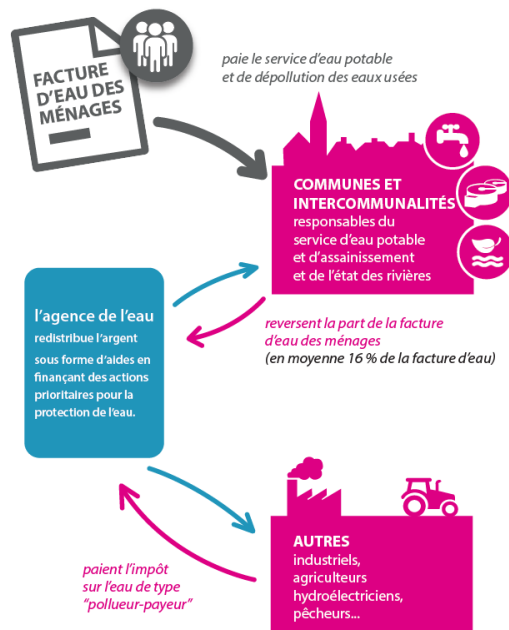 FACTURE
D'EAU DES
MÉNAGES
paie le service d'eau potable
et de dépollution des eaux usées
COMMUNES ET
INTERCOMMUNALITÉS
responsables du
service d'eau potable
et d'assainissement
et de l'état des rivières
l'agence de l'eau
redistribue l'argent
sous forme d'aides en
finançant des actions
prioritaires pour la
protection de l'eau.
reversent la part de la facture
d'eau des ménages
(en moyenne 16 % de la facture d'eau)
AUTRES
industriels,
agriculteurs
hydroélectriciens,
pêcheurs...
paient l'impôt
sur l'eau de type
"pollueur-payeur"